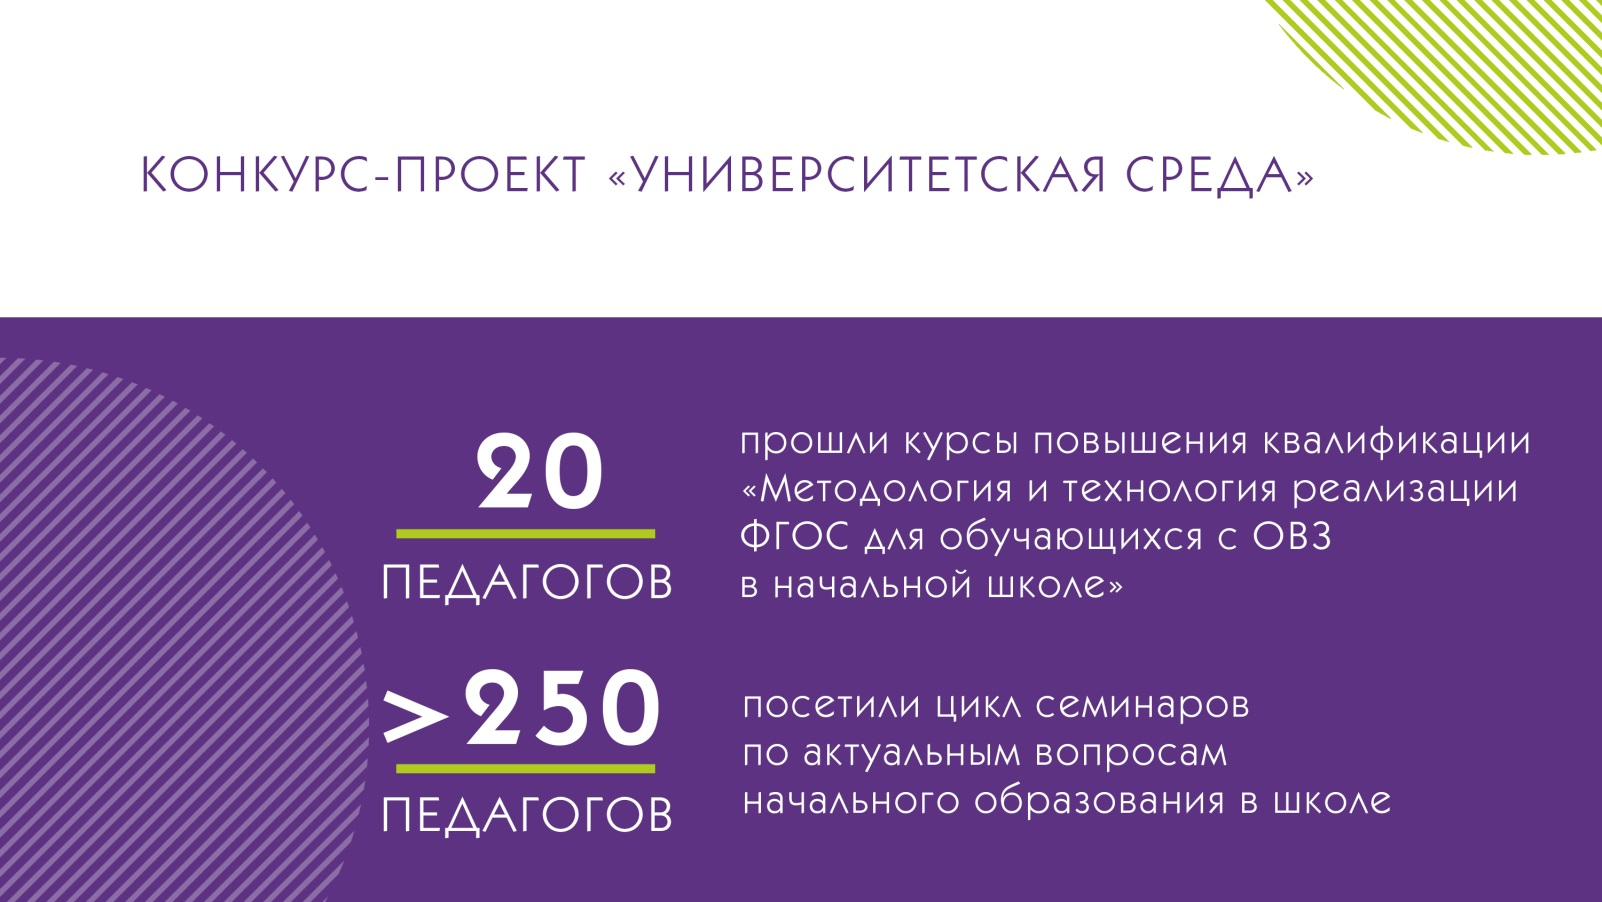 КОНКУРС-ПРОЕКТ «УНИВЕРСИТЕТСКАЯ СРЕДА»
20
ПЕДАГОГОВ
прошли курсы повышения квалификации
«Методология и технология реализации
ФГОС для обучающихся с ОВЗ
в начальной школе»
>250
ПЕДАГОГОВ
посетили цикл семинаров
по актуальным вопросам
начального образования в школе